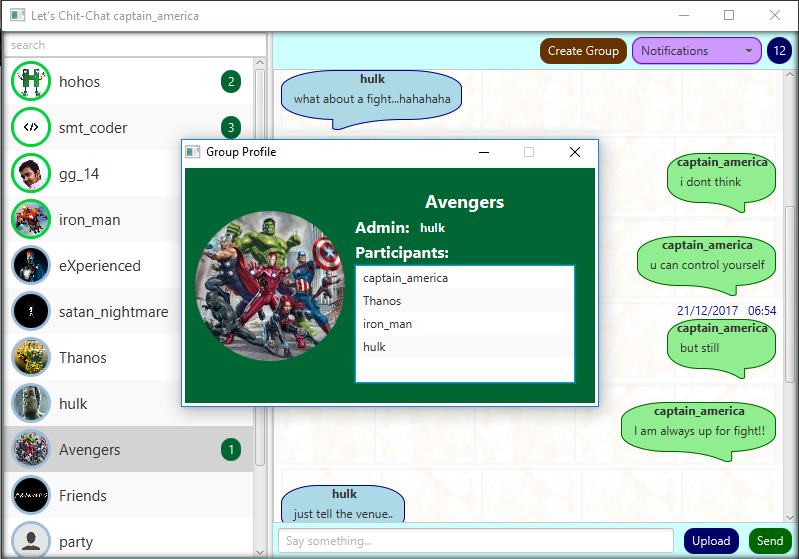 Let's Chit-Chat captain_america
search
Create Group
Notifications
12
hohos
2
smt_coder
3
gg_14
iron_man
eXperienced
satan_nightmare
Thanos
hulk
Avengers
1
Friends
party
hulk
what about a fight...hahahaha
captain_america
i dont think
captain_america
u can control yourself
21/12/2017 06:54
captain_america
but still
captain_america
I am always up for fight!!
hulk
just tell the venue..
Say something...
Upload
Send
Group Profile
Avengers
Admin: hulk
Participants:
captain_america
Thanos
iron_man
hulk